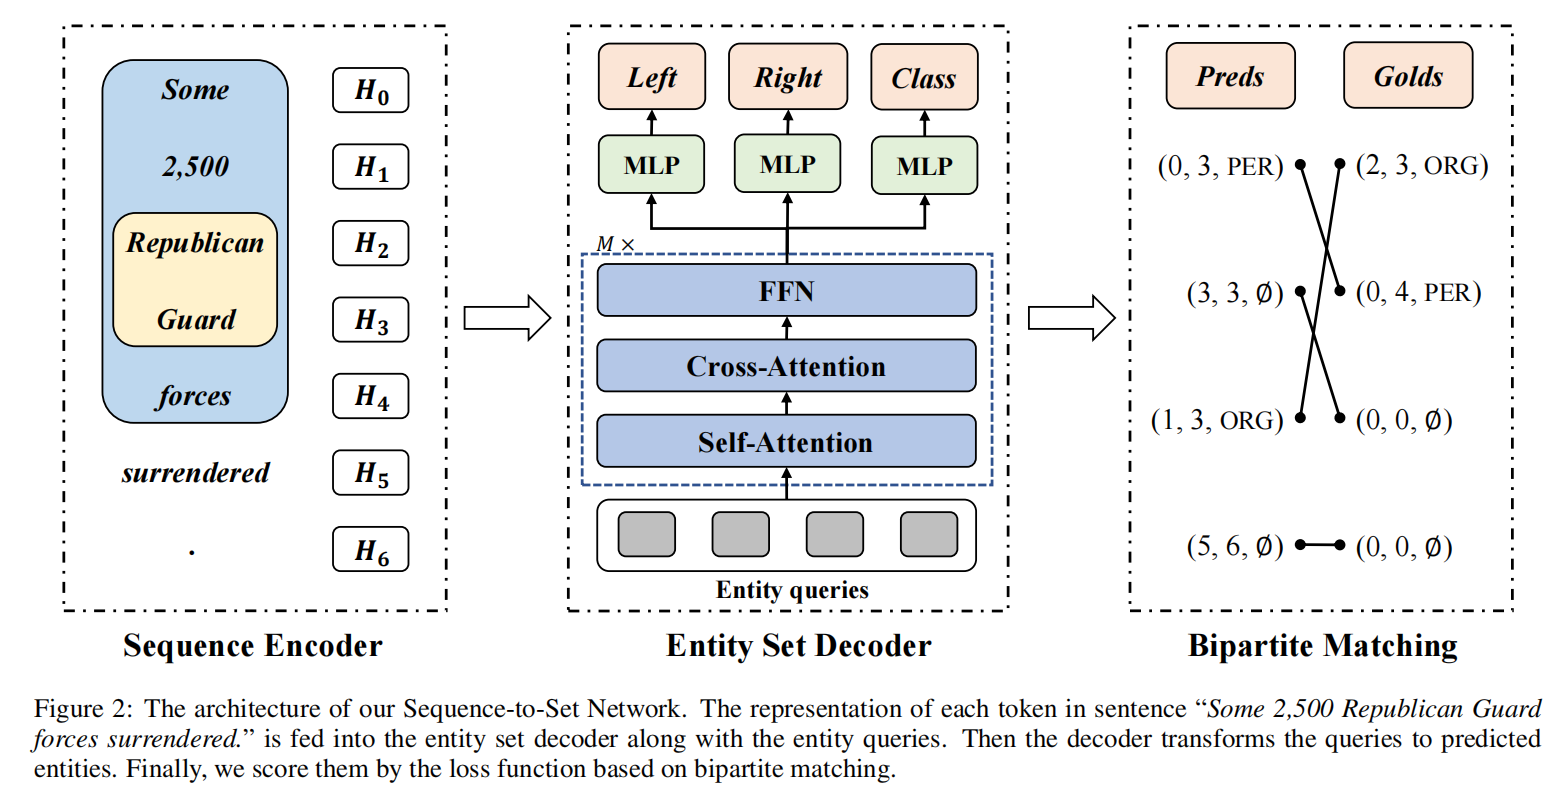 Some
2,500
Republican
Guard
forces
surrendered
.
H0
H1
H2
H3
H4
H5
H6
Sequence Encoder
Left
Right
Class
MLP
MLP
MLP
M ×
FFN
Cross-Attention
Self-Attention
Entity queries
Entity Set Decoder
Preds
Golds
(0, 3, PER)
(2, 3, ORG)
(3, 3, Ø)
(0, 4, PER)
(1, 3, ORG)
(0, 0, Ø)
(5, 6, Ø)
(0, 0, Ø)
Bipartite Matching
Figure 2: The architecture of our Sequence-to-Set Network. The representation of each token in sentence “Some 2,500 Republican Guard
forces surrendered.” is fed into the entity set decoder along with the entity queries. Then the decoder transforms the queries to predicted
entities. Finally, we score them by the loss function based on bipartite matching.